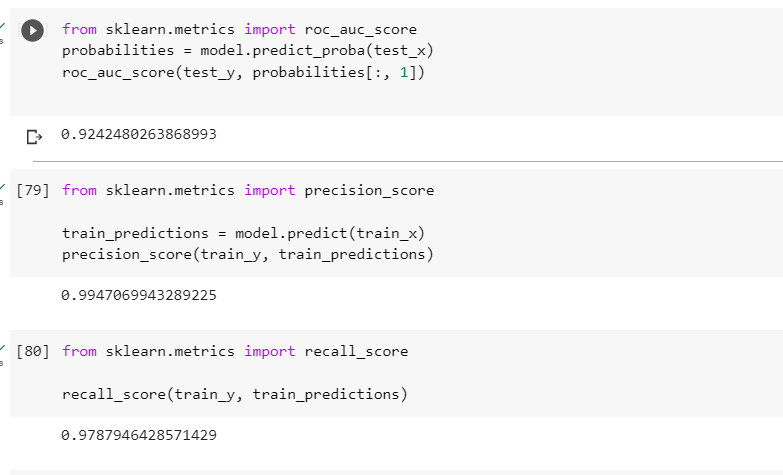 from sklearn.metrics import roc_auc_score
probabilities = model.predict_proba(test_x)
roc_auc_score(test_y, probabilities[:, 1])
0.9242480263868993
[79] from sklearn.metrics import precision_score
train_predictions = model.predict(train_x)
precision_score(train_y, train_predictions)
0.9947069943289225
[80] from sklearn.metrics import recall_score
recall_score(train_y, train_predictions)
0.9787946428571429